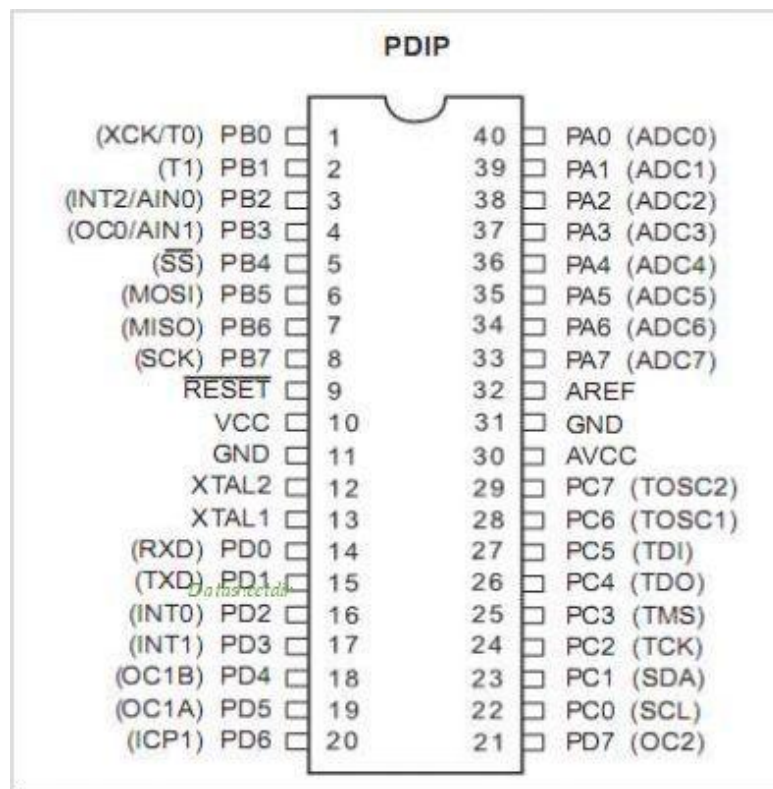 PDIP
(XCK/T0) PB0 1 40 PA0 (ADC0)
(T1) PB1 2 39 PA1 (ADC1)
(INT2/AIN0) PB2 3 38 PA2 (ADC2)
(OC0/AIN1) PB3 4 37 PA3 (ADC3)
(SS) PB4 5 36 PA4 (ADC4)
(MOSI) PB5 6 35 PA5 (ADC5)
(MISO) PB6 7 34 PA6 (ADC6)
(SCK) PB7 8 33 PA7 (ADC7)
RESET 9 32 AREF
VCC 10 31 GND
GND 11 30 AVCC
XTAL2 12 29 PC7 (TOSC2)
XTAL1 13 28 PC6 (TOSC1)
(RXD) PD0 14 27 PC5 (TDI)
(TXD) PD1 15 26 PC4 (TDO)
(INT0) PD2 16 25 PC3 (TMS)
(INT1) PD3 17 24 PC2 (TCK)
(OC1B) PD4 18 23 PC1 (SDA)
(OC1A) PD5 19 22 PC0 (SCL)
(ICP1) PD6 20 21 PD7 (OC2)